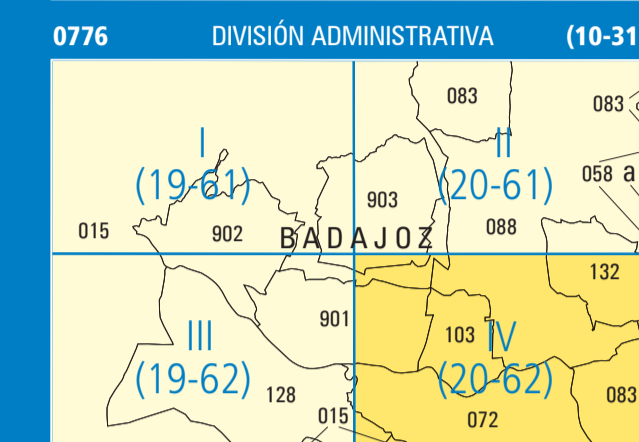 0776 DIVISIÓN ADMINISTRATIVA (10-31
083
083
I II
(19-61) (20-61)
058 a
903
015 902 088
BADAJOZ
132
901 103
III IV
(19-62) (20-62)
128 083
015 072